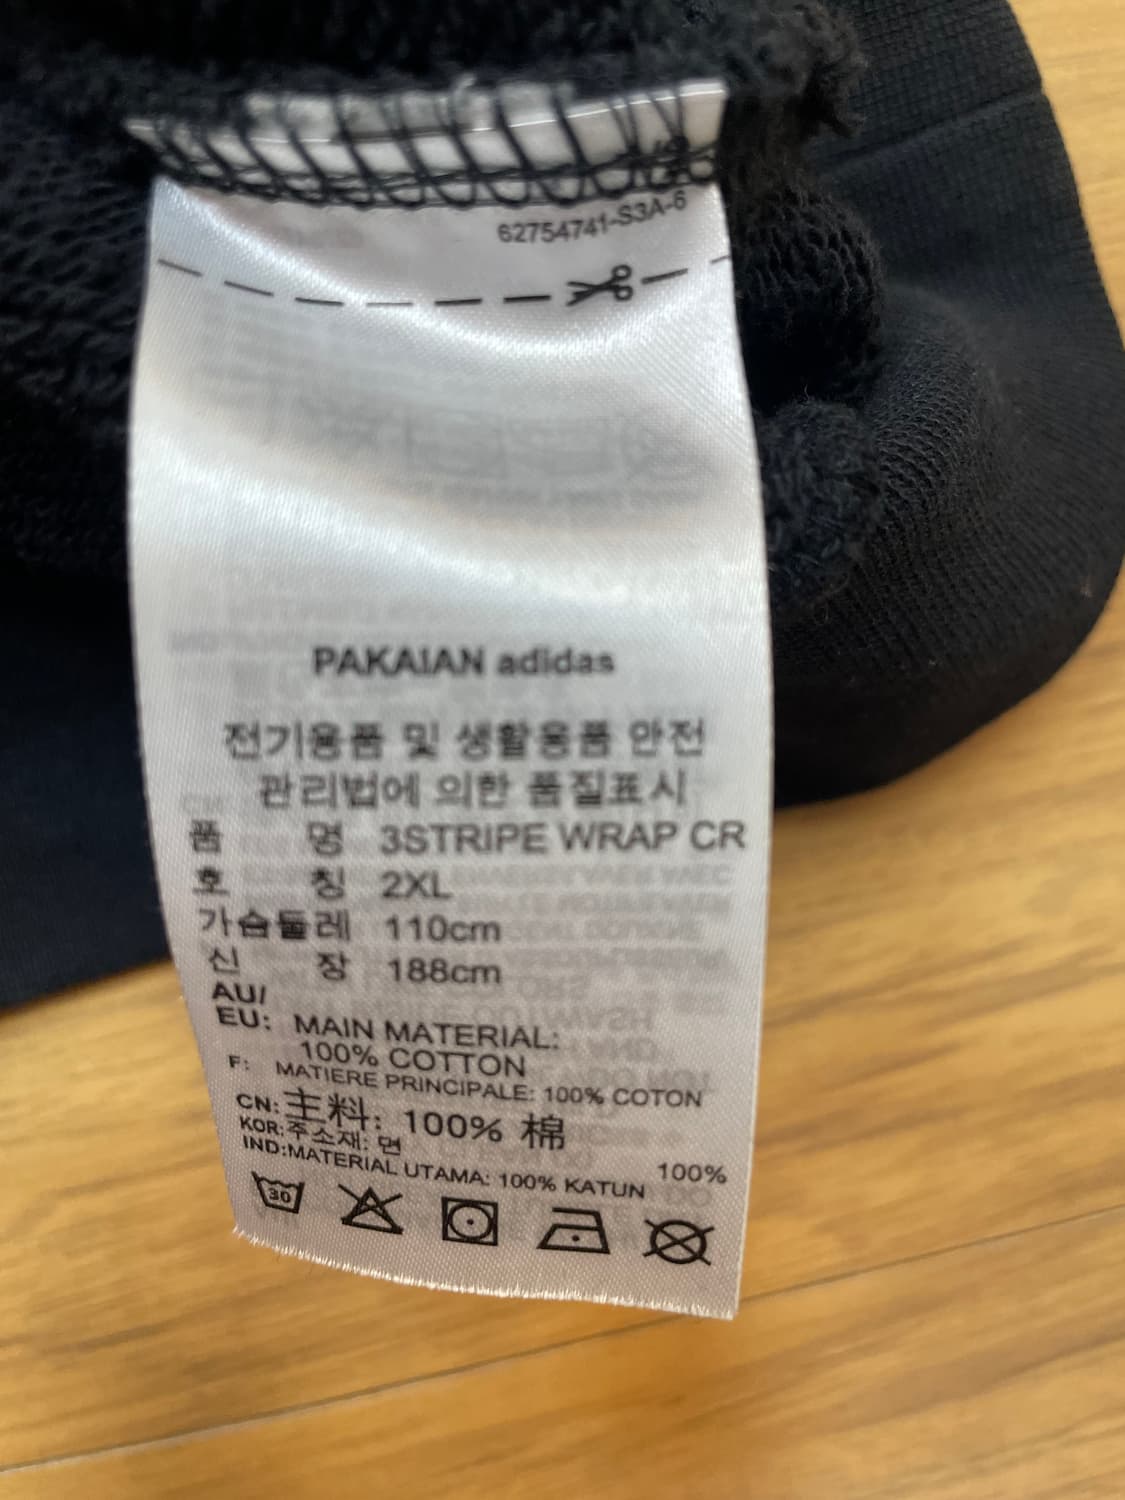 62754741-S3A-6
PAKAIAN adidas
전기용품 및 생활용품 안전
관리법에 의한 품질표시
품 명 3STRIPE WRAP CR
호 칭 2XL
가슴둘레 110cm
신 장 188cm
AU/
EU: MAIN MATERIAL:
100% COTTON
F: MATIERE PRINCIPALE: 100% COTON
CN: 主料: 100% 棉
KOR: 주소재: 면 100%
IND:MATERIAL UTAMA: 100% KATUN
30